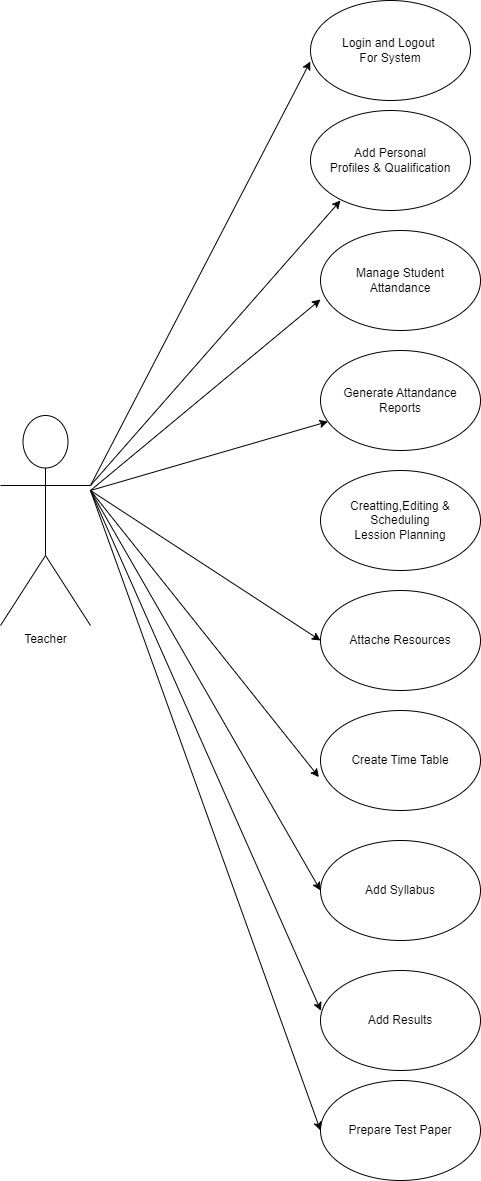 Login and Logout
For System
Add Personal
Profiles & Qualification
Manage Student
Attandance
Generate Attandance
Reports
Creatting,Editing &
Scheduling
Lession Planning
Teacher
Attache Resources
Create Time Table
Add Syllabus
Add Results
Prepare Test Paper